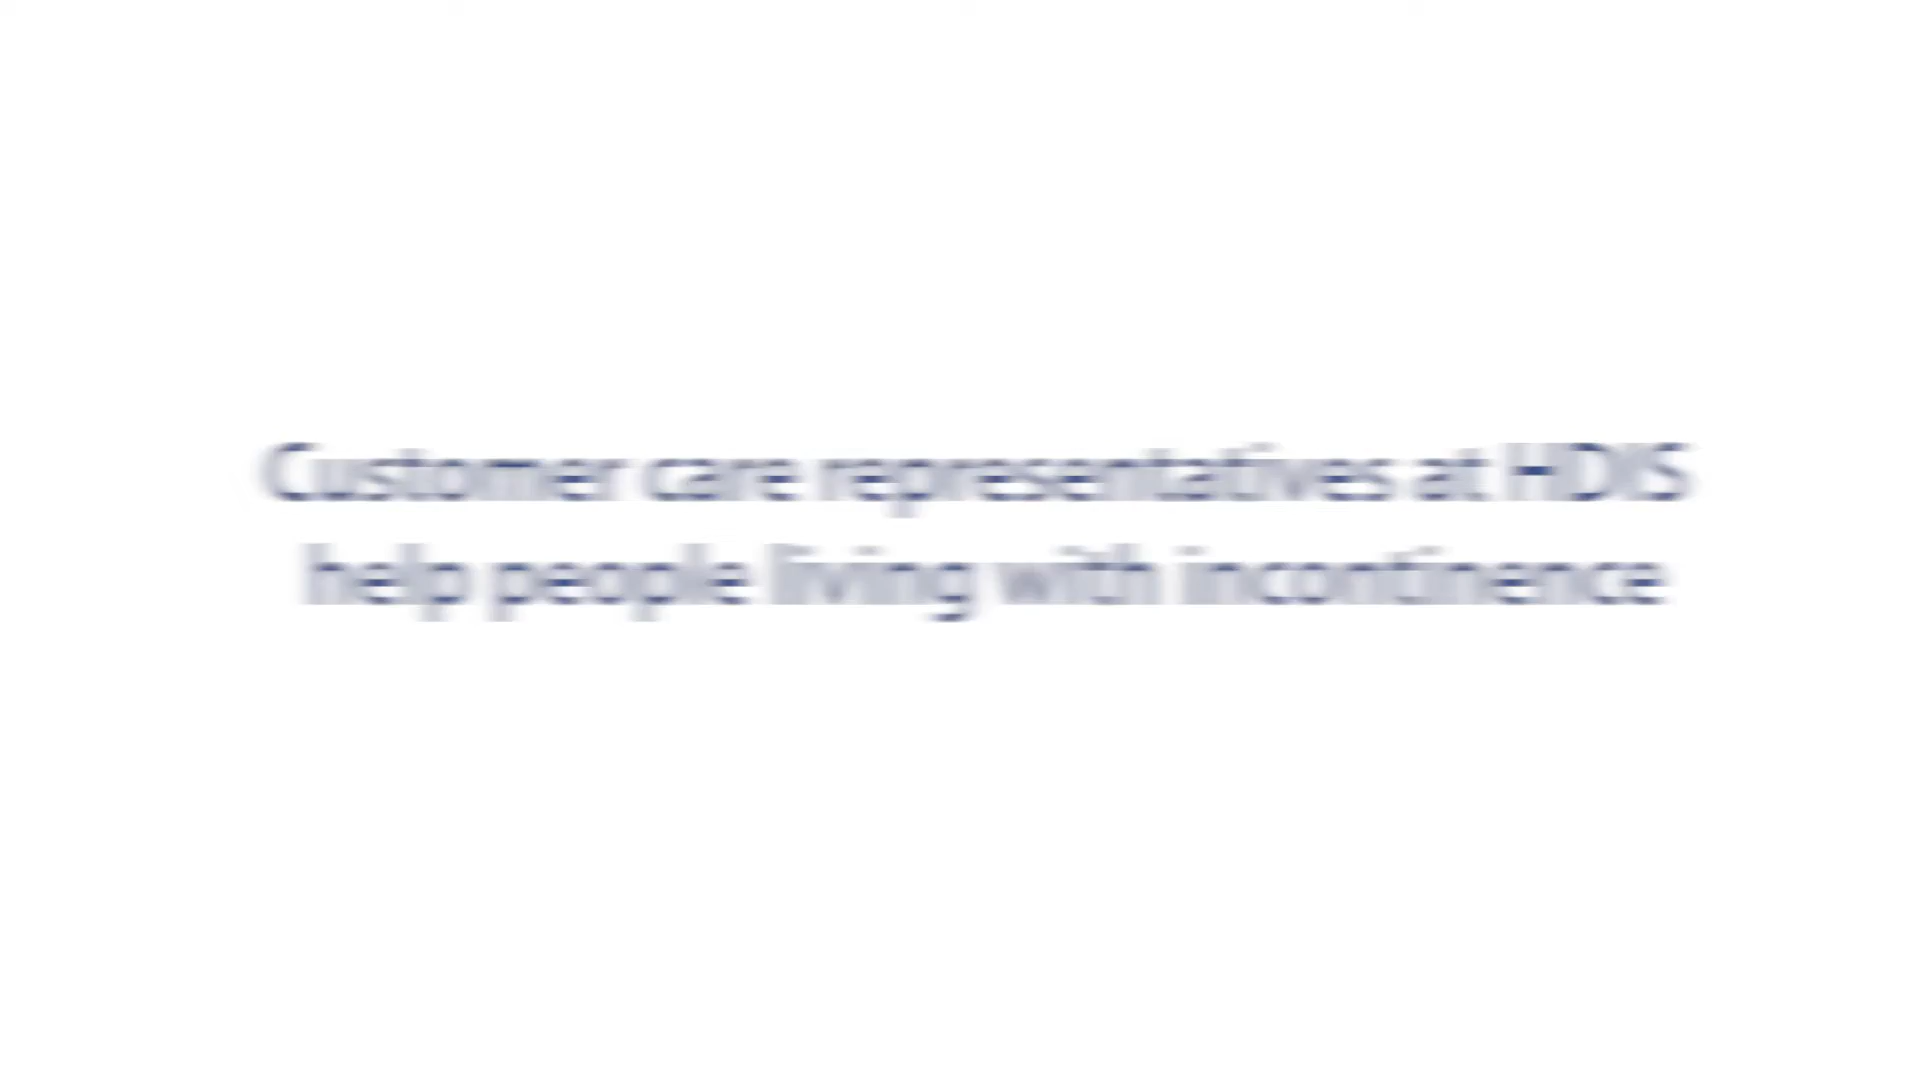 Customer care representatives at HDIS
help people living with incontinence